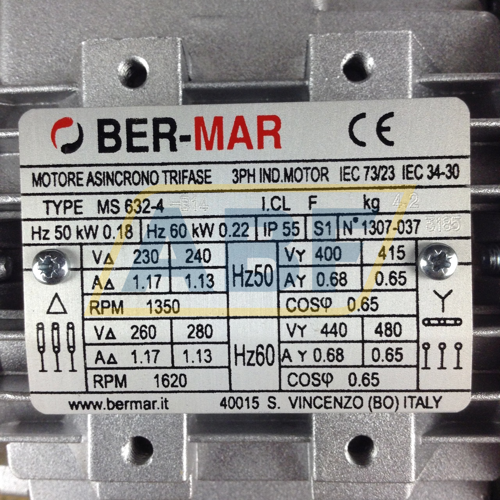 BER-MAR CE
MOTORE ASINCRONO TRIFASE 3PH IND.MOTOR IEC 73/23 IEC 34-30
TYPE MS 632-4 I.CL F kg 4,2
Hz 50 kW 0.18 Hz 60 kW 0.22 IP 55 S1 N° 1307-037
V∆ 230 240 Hz50 VY 400 415
A∆ 1.17 1.13 AY 0.68 0.65
RPM 1350 COSφ 0.65
V∆ 260 280 Hz60 VY 440 480
A∆ 1.17 1.13 AY 0.68 0.65
RPM 1620 COSφ 0.65
www.bermar.it 40015 S. VINCENZO (BO) ITALY